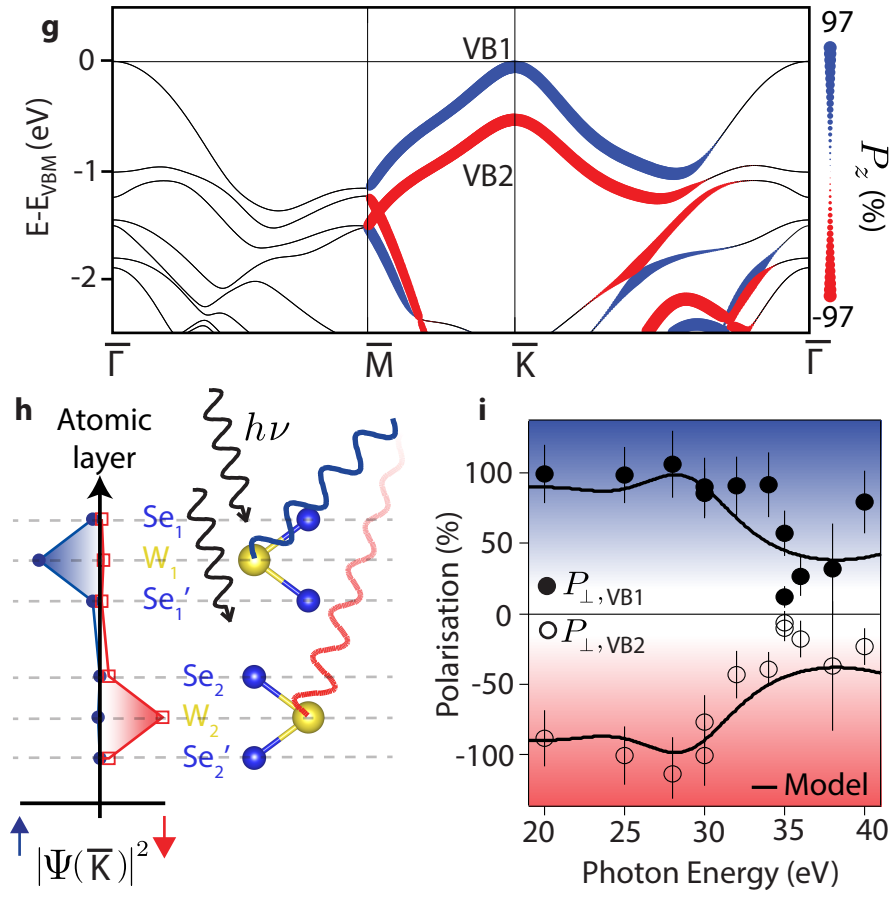 g
97
0
VB1
-1
VB2
-2
E-E_VBM (eV)
P_z (%)
-97
Γ̅ M̅ K̅ Γ̅
h
Atomic
layer
hν
Se₁
W₁
Se₁′
Se₂
W₂
Se₂′
|Ψ(K̅)|²
i
100
50
0
-50
-100
Polarisation (%)
P⊥,VB1
P⊥,VB2
Model
20 25 30 35 40
Photon Energy (eV)